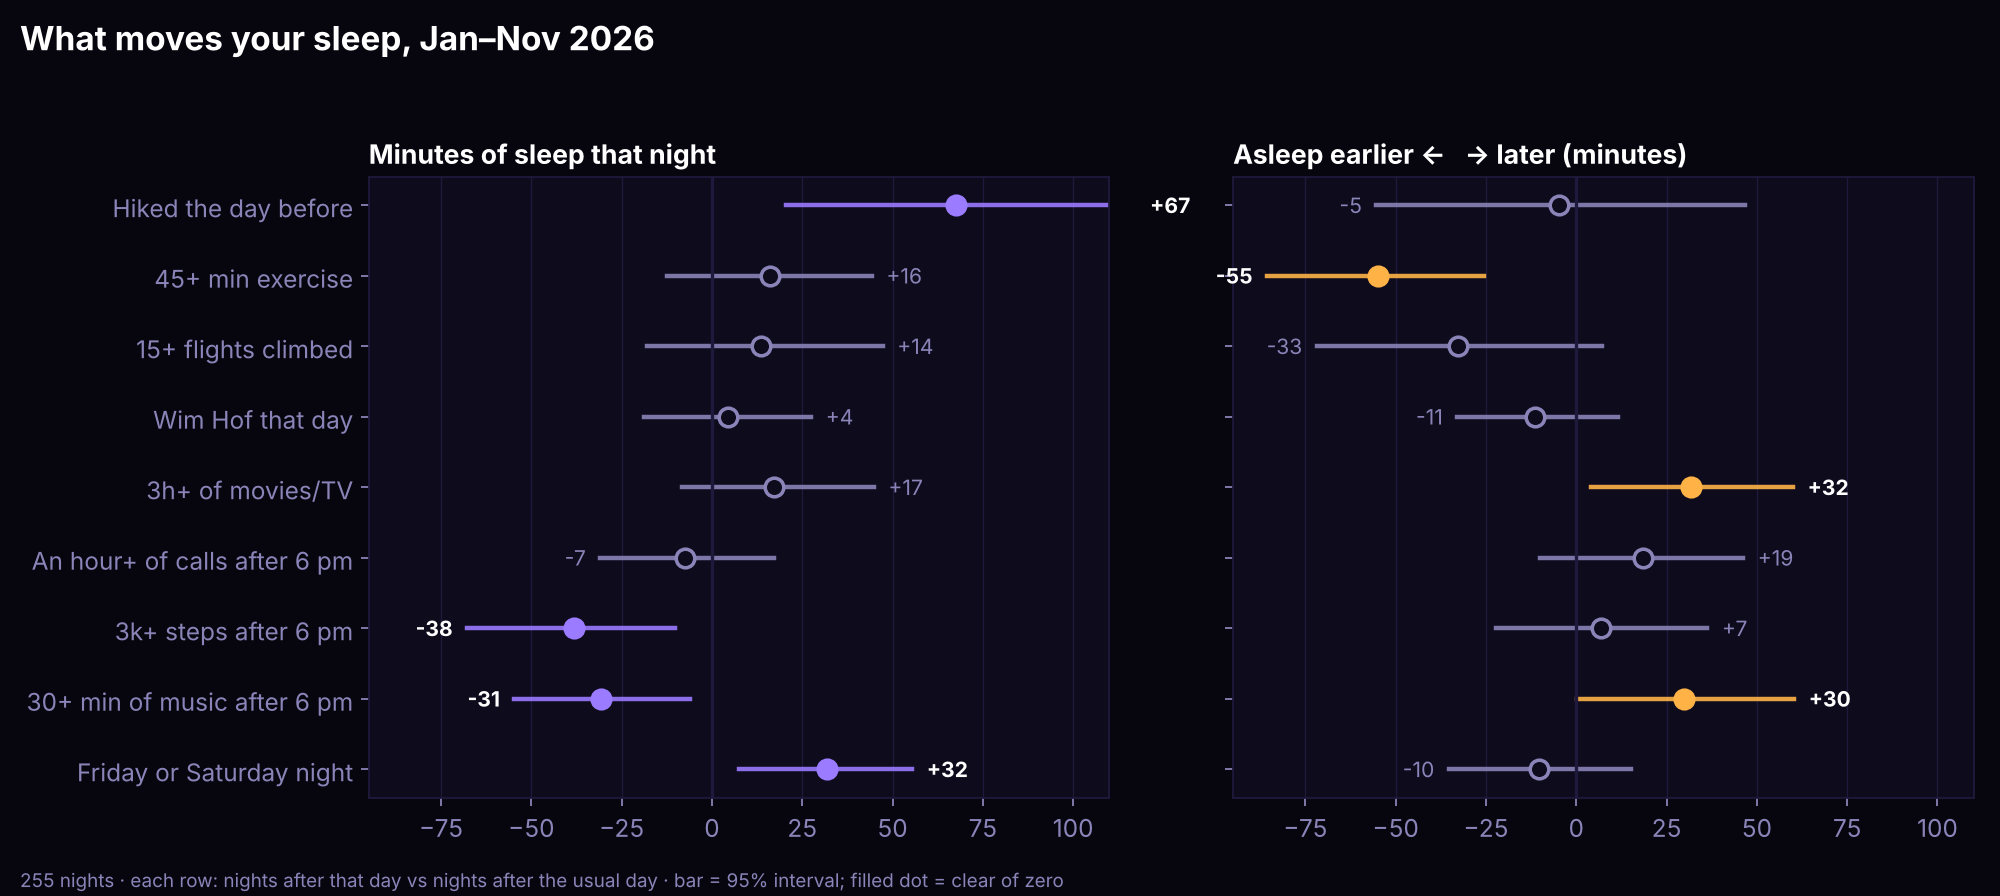 What moves your sleep, Jan–Nov 2026
Minutes of sleep that night
Asleep earlier ← → later (minutes)
Hiked the day before
+67
-5
45+ min exercise
+16
-55
15+ flights climbed
+14
-33
Wim Hof that day
+4
-11
3h+ of movies/TV
+17
+32
An hour+ of calls after 6 pm
-7
+19
3k+ steps after 6 pm
-38
+7
30+ min of music after 6 pm
-31
+30
Friday or Saturday night
+32
-10
−75 −50 −25 0 25 50 75 100
−75 −50 −25 0 25 50 75 100
255 nights · each row: nights after that day vs nights after the usual day · bar = 95% interval; filled dot = clear of zero